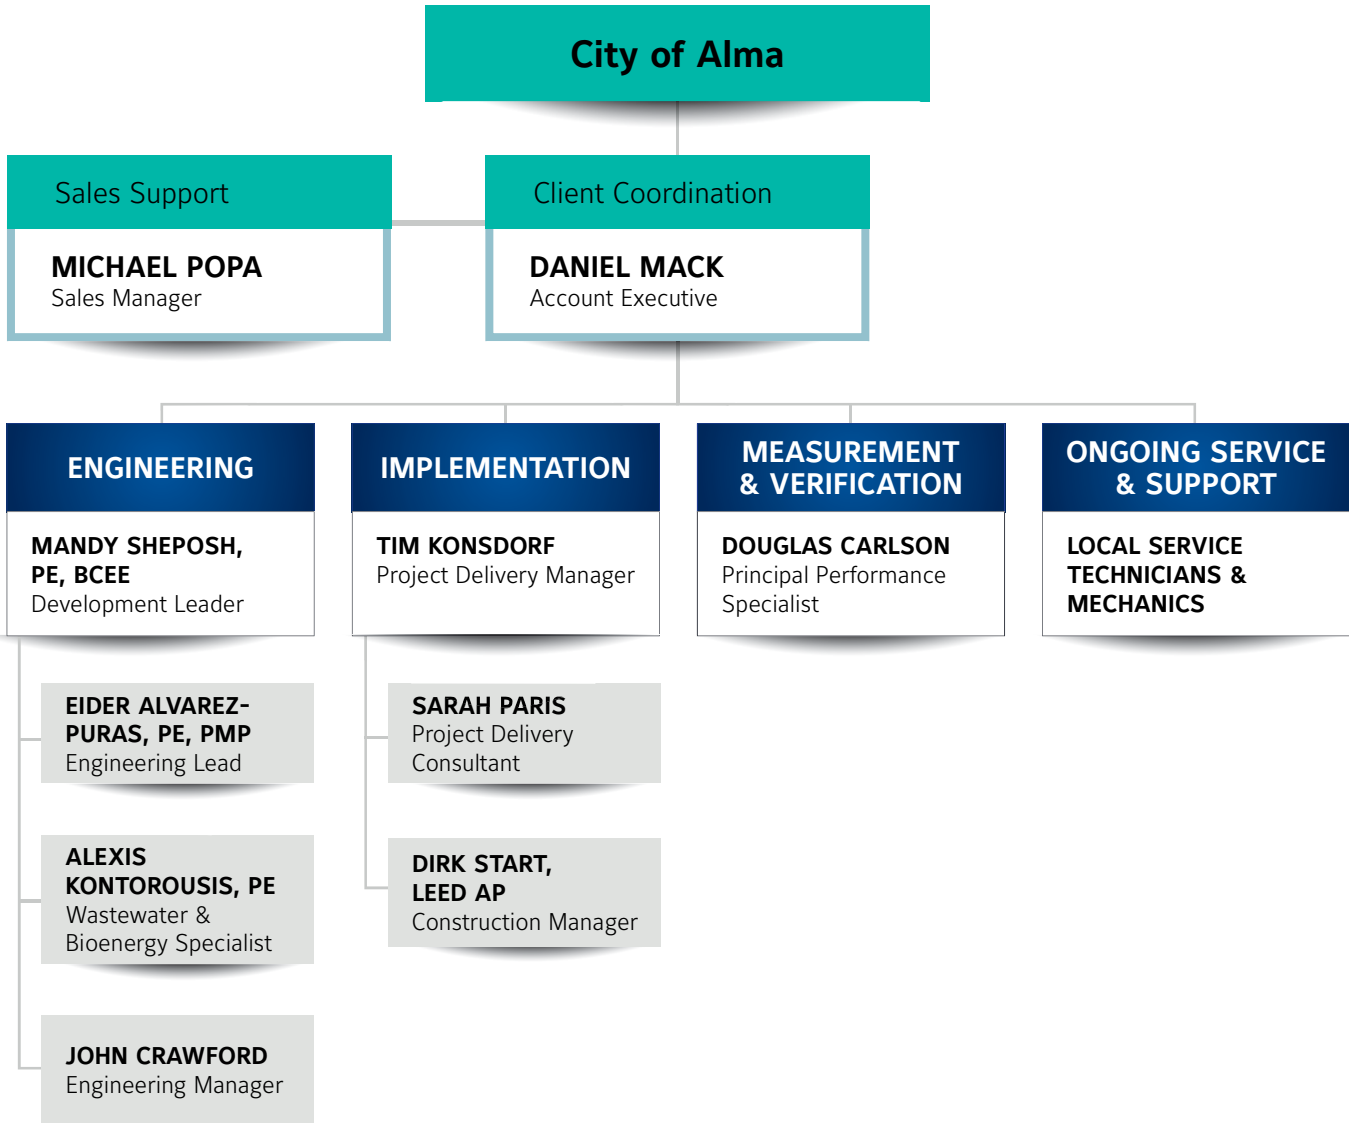 City of Alma
Sales Support
MICHAEL POPA
Sales Manager
Client Coordination
DANIEL MACK
Account Executive
ENGINEERING
MANDY SHEPOSH,
PE, BCEE
Development Leader
EIDER ALVAREZ-
PURAS, PE, PMP
Engineering Lead
ALEXIS
KONTOROUSIS, PE
Wastewater &
Bioenergy Specialist
JOHN CRAWFORD
Engineering Manager
IMPLEMENTATION
TIM KONSDORF
Project Delivery Manager
SARAH PARIS
Project Delivery
Consultant
DIRK START,
LEED AP
Construction Manager
MEASUREMENT
& VERIFICATION
DOUGLAS CARLSON
Principal Performance
Specialist
ONGOING SERVICE
& SUPPORT
LOCAL SERVICE
TECHNICIANS &
MECHANICS